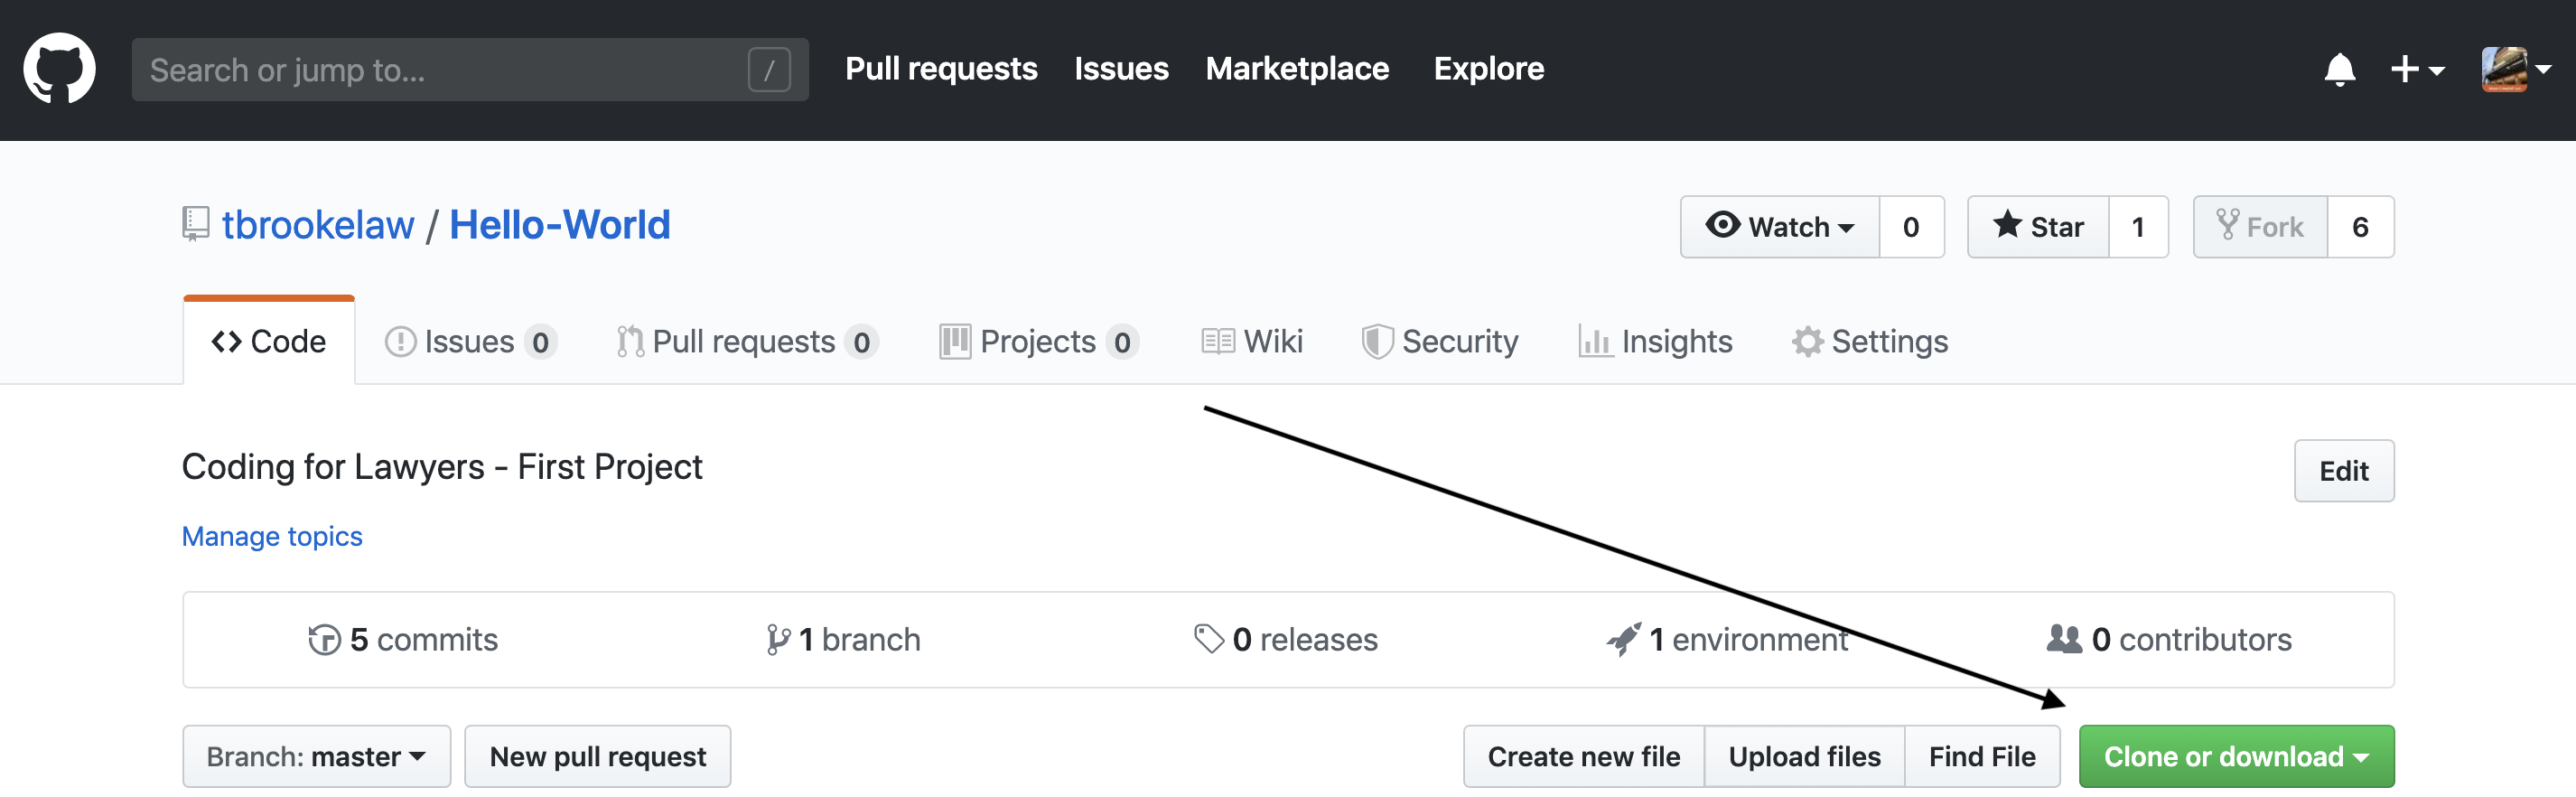 Search or jump to... / Pull requests Issues Marketplace Explore
tbrookelaw / Hello-World Watch 0 Star 1 Fork 6
Code Issues 0 Pull requests 0 Projects 0 Wiki Security Insights Settings
Coding for Lawyers - First Project Edit
Manage topics
5 commits 1 branch 0 releases 1 environment 0 contributors
Branch: master New pull request Create new file Upload files Find File Clone or download